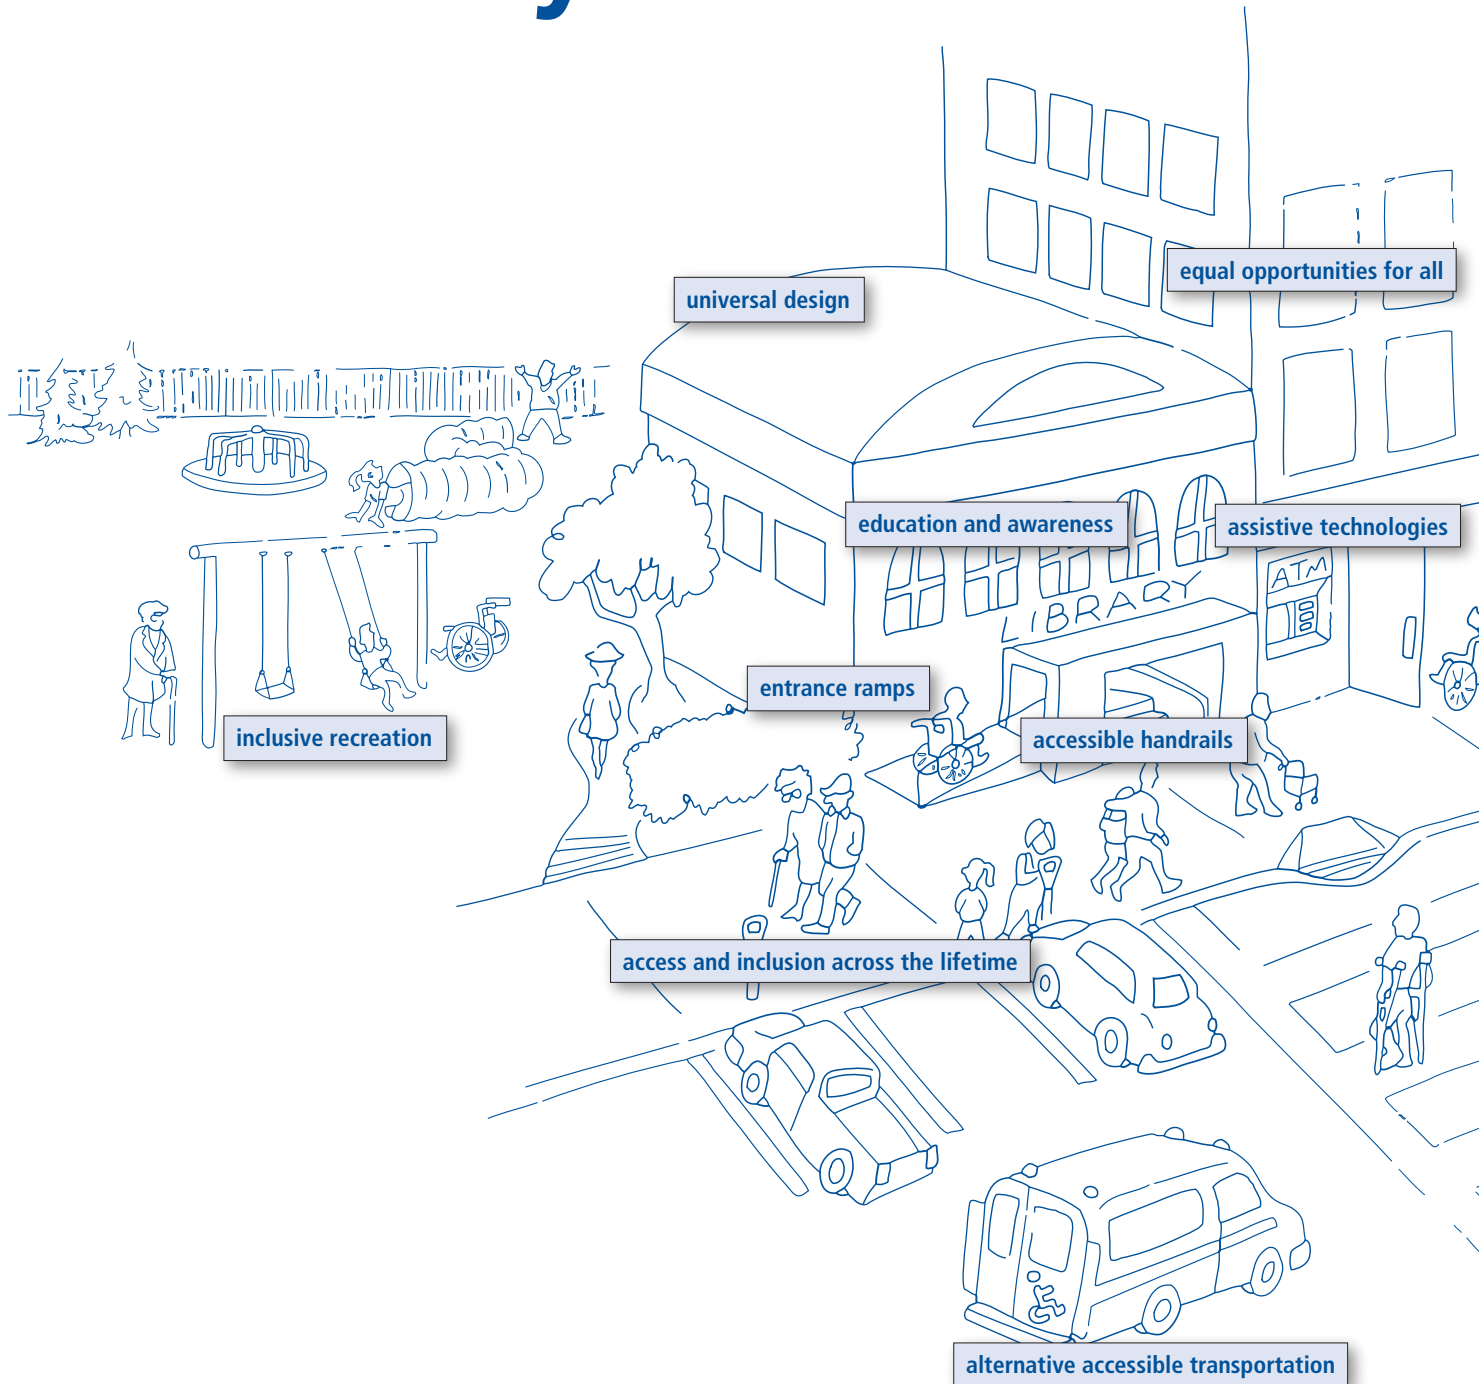 universal design
equal opportunities for all
education and awareness
assistive technologies
ATM
LIBRARY
entrance ramps
inclusive recreation
accessible handrails
access and inclusion across the lifetime
alternative accessible transportation